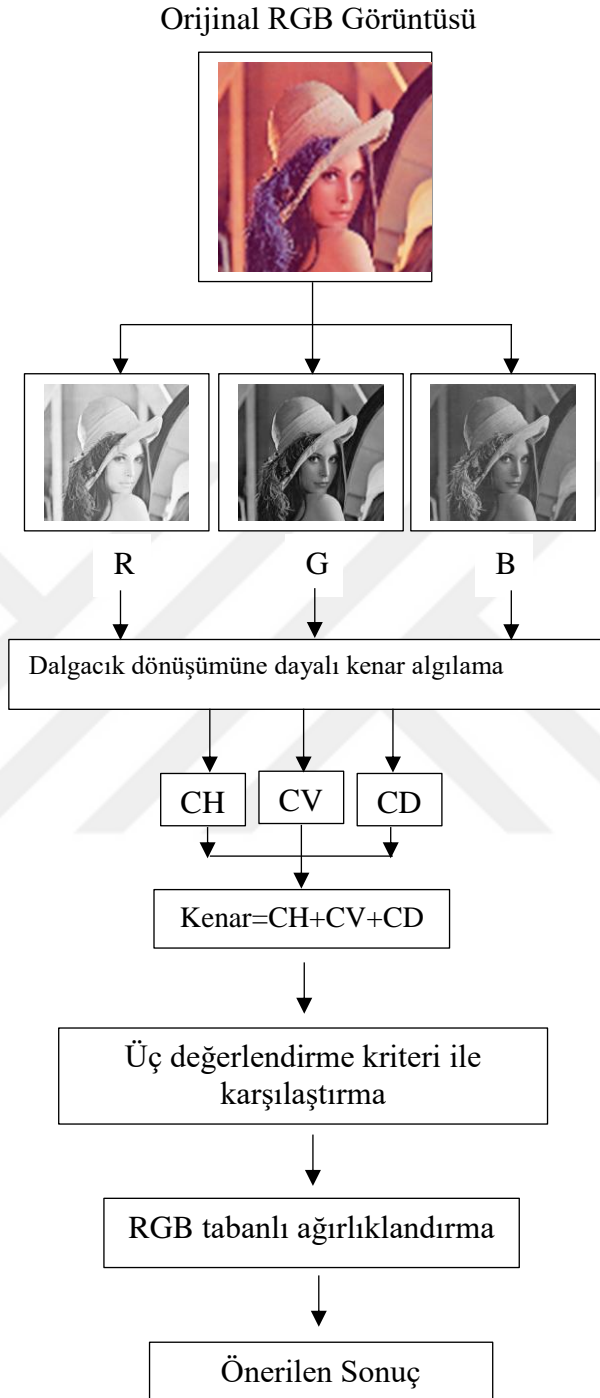 Orijinal RGB Görüntüsü
R
G
B
Dalgacık dönüşümüne dayalı kenar algılama
CH
CV
CD
Kenar=CH+CV+CD
Üç değerlendirme kriteri ile
karşılaştırma
RGB tabanlı ağırlıklandırma
Önerilen Sonuç